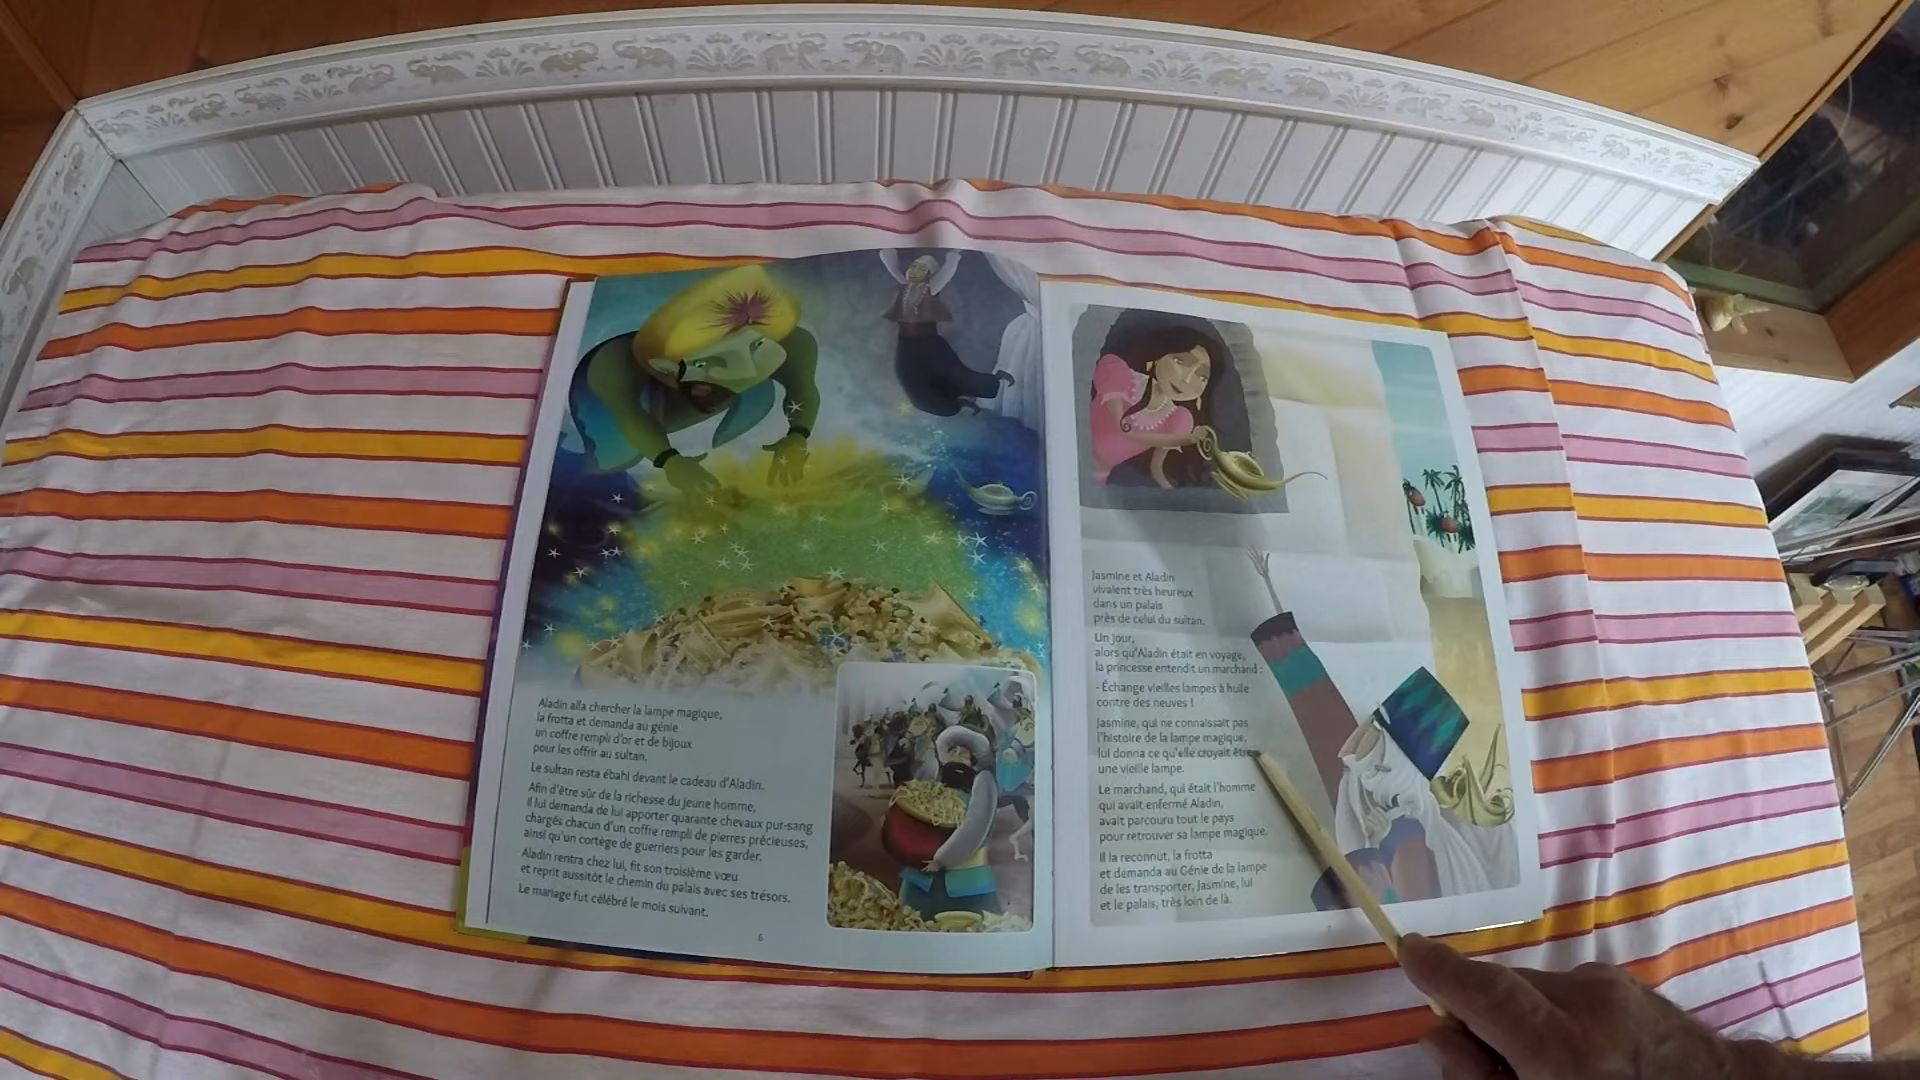 Aladin alla chercher la lampe magique,
la frotta et demanda au génie
un coffre rempli d'or et de bijoux
pour les offrir au sultan.
Le sultan resta ébahi devant le cadeau d'Aladin.
Afin d'être sûr de la richesse du jeune homme,
il lui demanda de lui apporter quarante chevaux pur-sang
chargés chacun d'un coffre rempli de pierres précieuses,
ainsi qu'un cortège de guerriers pour les garder.
Aladin rentra chez lui, fit son troisième vœu
et reprit aussitôt le chemin du palais avec ses trésors.
Le mariage fut célébré le mois suivant.
6
Jasmine et Aladin
vivaient très heureux
dans un palais
près de celui du sultan.
Un jour,
alors qu'Aladin était en voyage,
la princesse entendit un marchand :
- Échange vieilles lampes à huile
contre des neuves !
Jasmine, qui ne connaissait pas
l'histoire de la lampe magique,
lui donna ce qu'elle croyait être
une vieille lampe.
Le marchand, qui était l'homme
qui avait enfermé Aladin,
avait parcouru tout le pays
pour retrouver sa lampe magique.
Il la reconnut, la frotta
et demanda au Génie de la lampe
de les transporter, Jasmine, lui
et le palais, très loin de là.